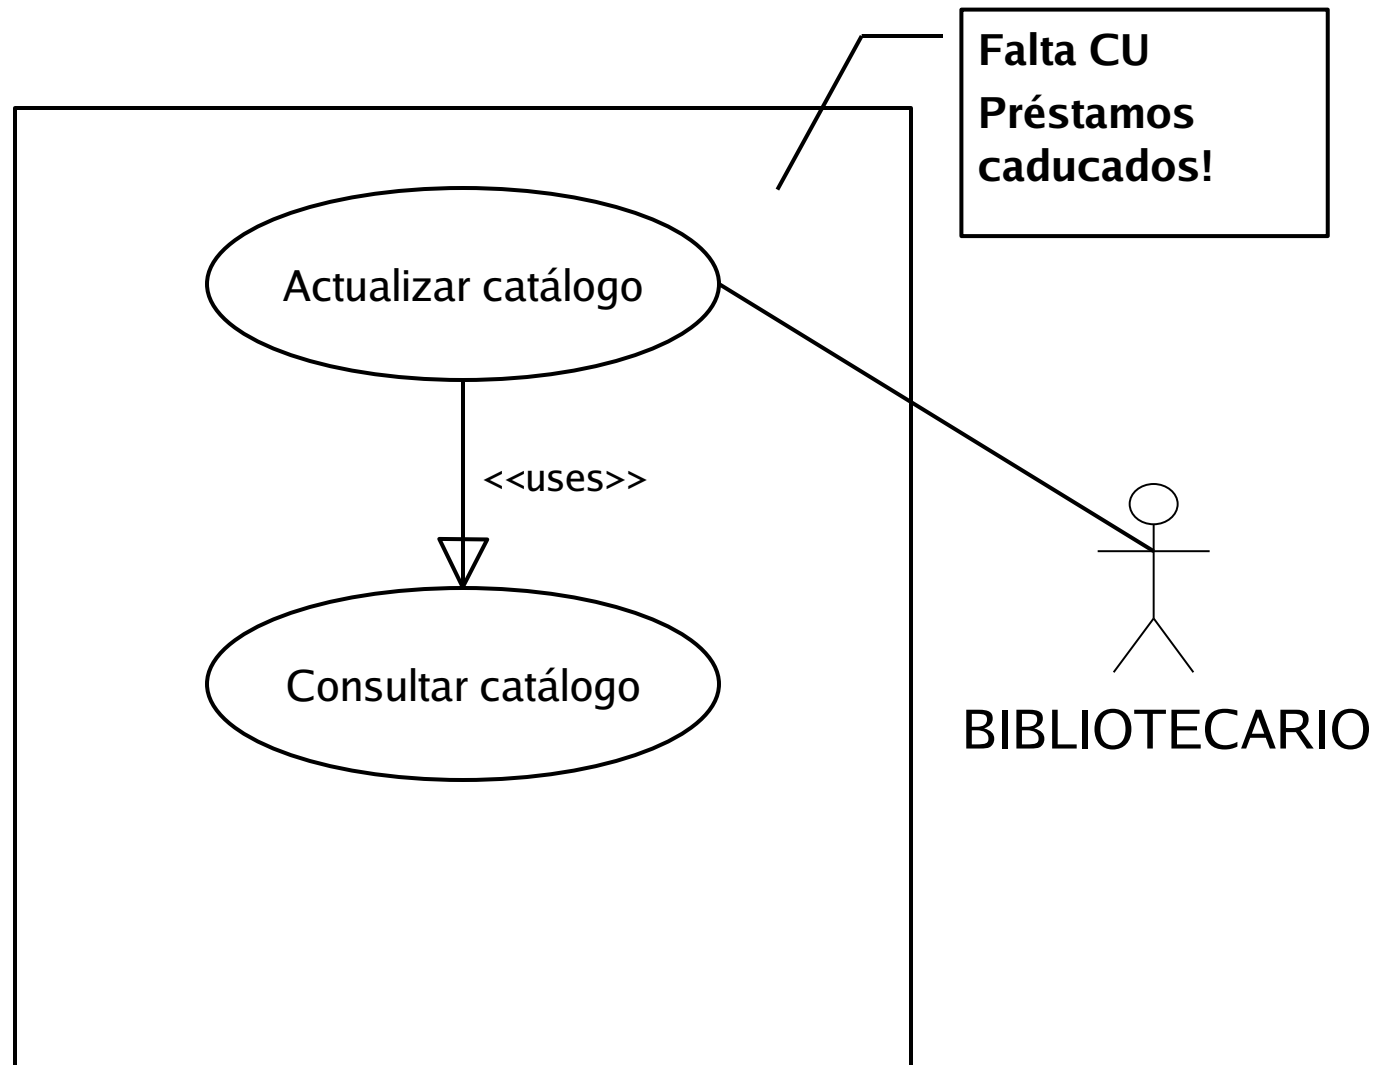 Falta CU
Préstamos
caducados!
Actualizar catálogo
<<uses>>
Consultar catálogo
BIBLIOTECARIO